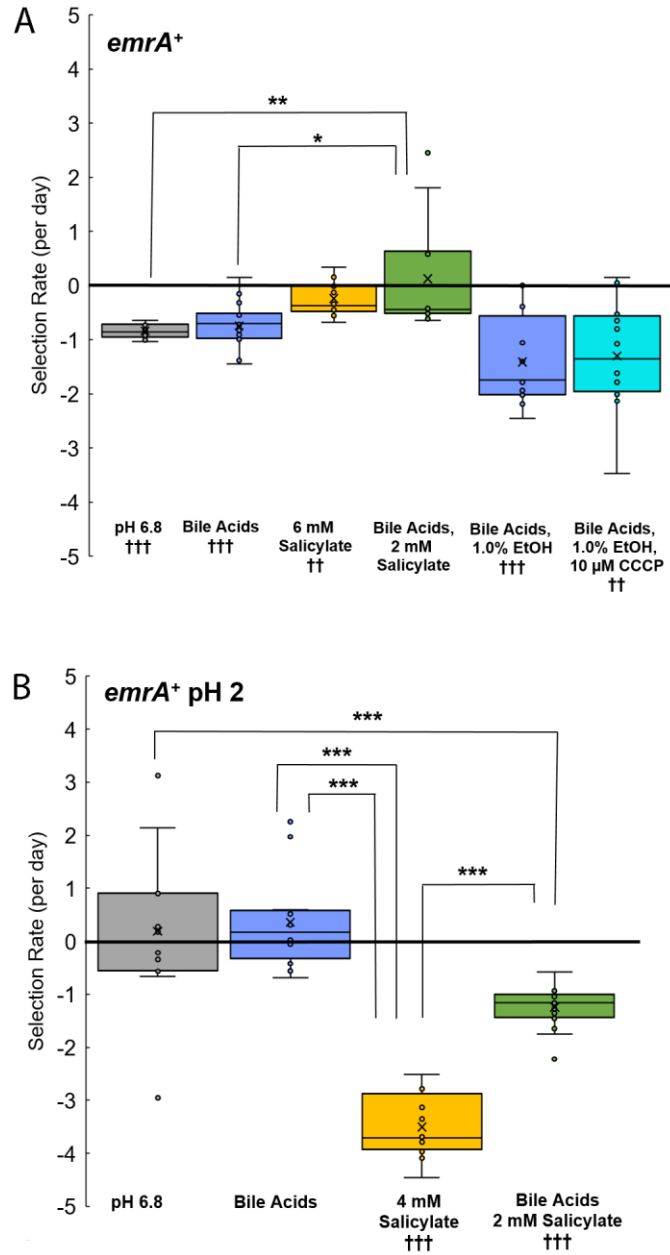 A
emrA⁺
5
4
3
2
1
0
-1
-2
-3
-4
-5
Selection Rate (per day)
**
*
pH 6.8
†††
Bile Acids
†††
6 mM
Salicylate
††
Bile Acids,
2 mM
Salicylate
Bile Acids,
1.0% EtOH
†††
Bile Acids,
1.0% EtOH,
10 µM CCCP
††
B
emrA⁺ pH 2
5
4
3
2
1
0
-1
-2
-3
-4
-5
Selection Rate (per day)
***
***
***
***
pH 6.8
Bile Acids
4 mM
Salicylate
†††
Bile Acids
2 mM Salicylate
†††